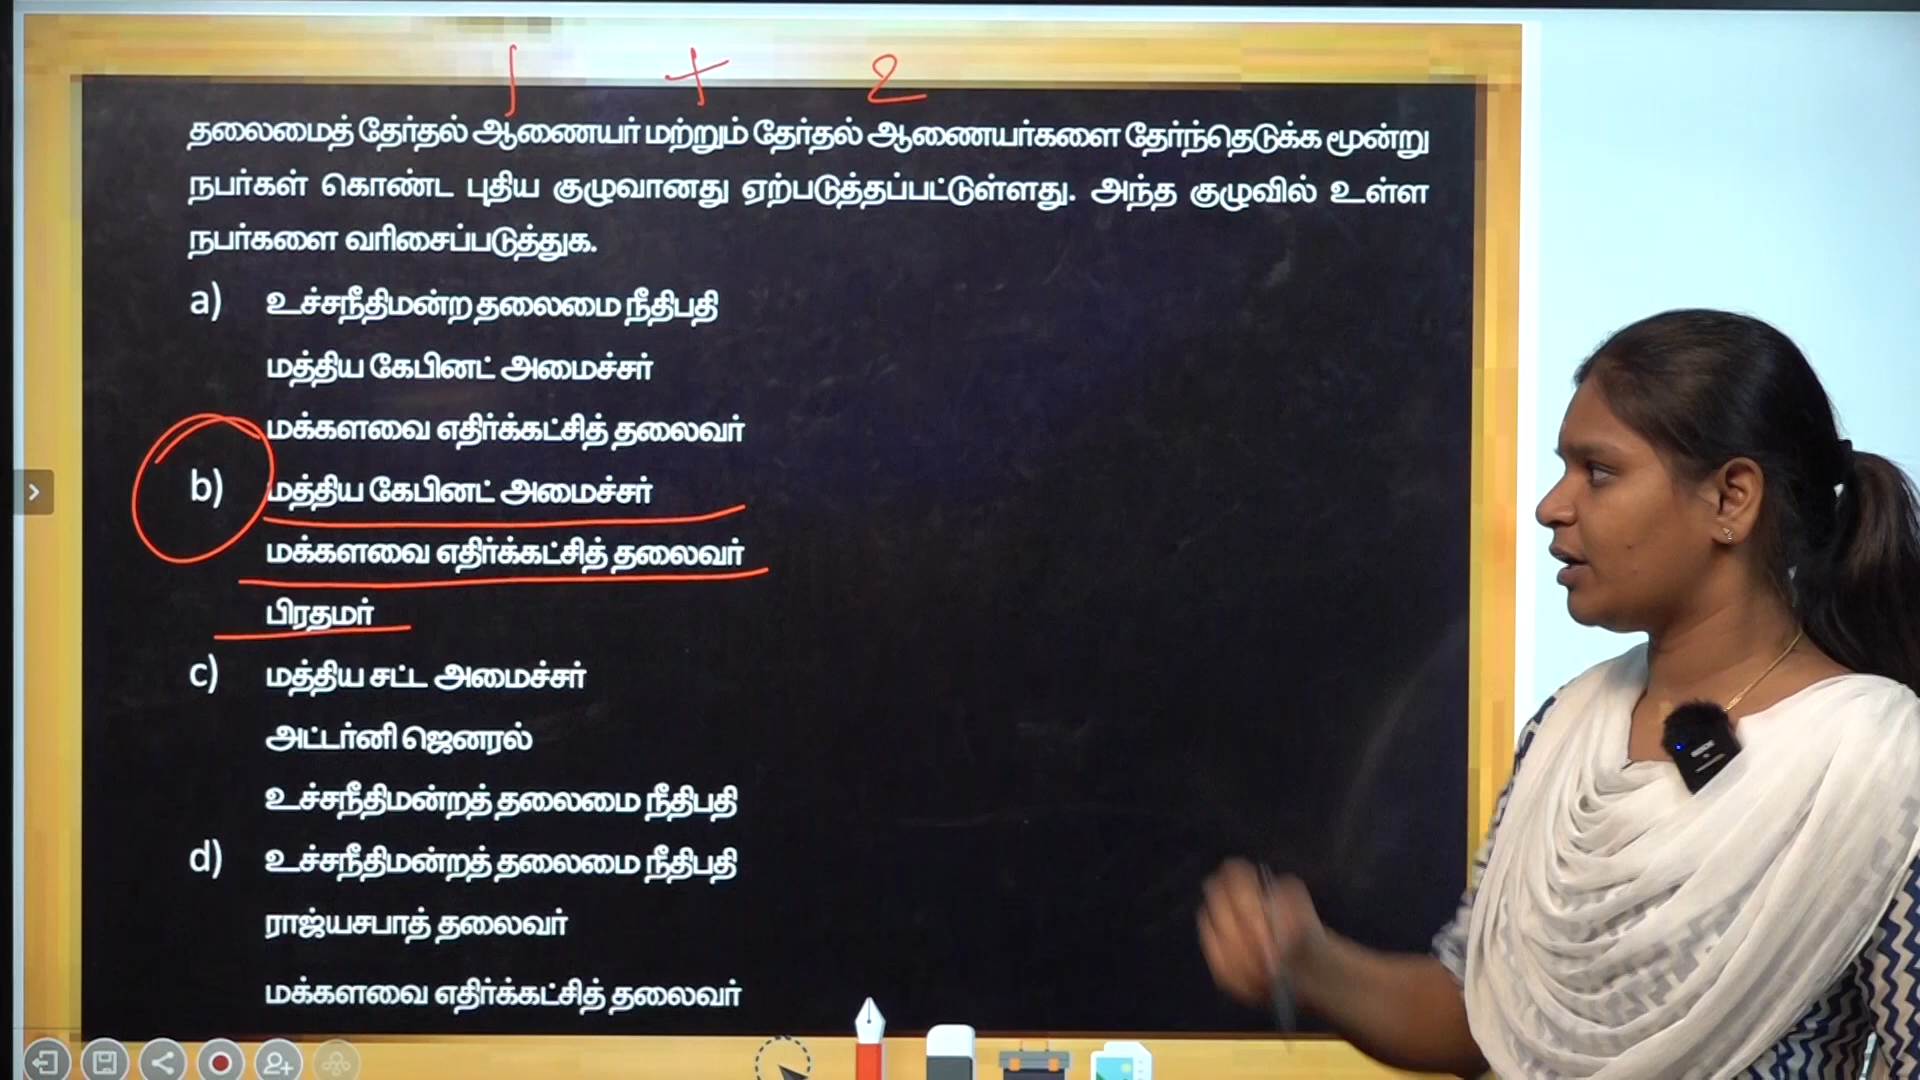 1 + 2
தலைமைத் தேர்தல் ஆணையர் மற்றும் தேர்தல் ஆணையர்களை தேர்ந்தெடுக்க மூன்று
நபர்கள் கொண்ட புதிய குழுவானது ஏற்படுத்தப்பட்டுள்ளது. அந்த குழுவில் உள்ள
நபர்களை வரிசைப்படுத்துக.
a) உச்சநீதிமன்ற தலைமை நீதிபதி
மத்திய கேபினட் அமைச்சர்
மக்களவை எதிர்க்கட்சித் தலைவர்
b) மத்திய கேபினட் அமைச்சர்
மக்களவை எதிர்க்கட்சித் தலைவர்
பிரதமர்
c) மத்திய சட்ட அமைச்சர்
அட்டர்னி ஜெனரல்
உச்சநீதிமன்றத் தலைமை நீதிபதி
d) உச்சநீதிமன்றத் தலைமை நீதிபதி
ராஜ்யசபாத் தலைவர்
மக்களவை எதிர்க்கட்சித் தலைவர்